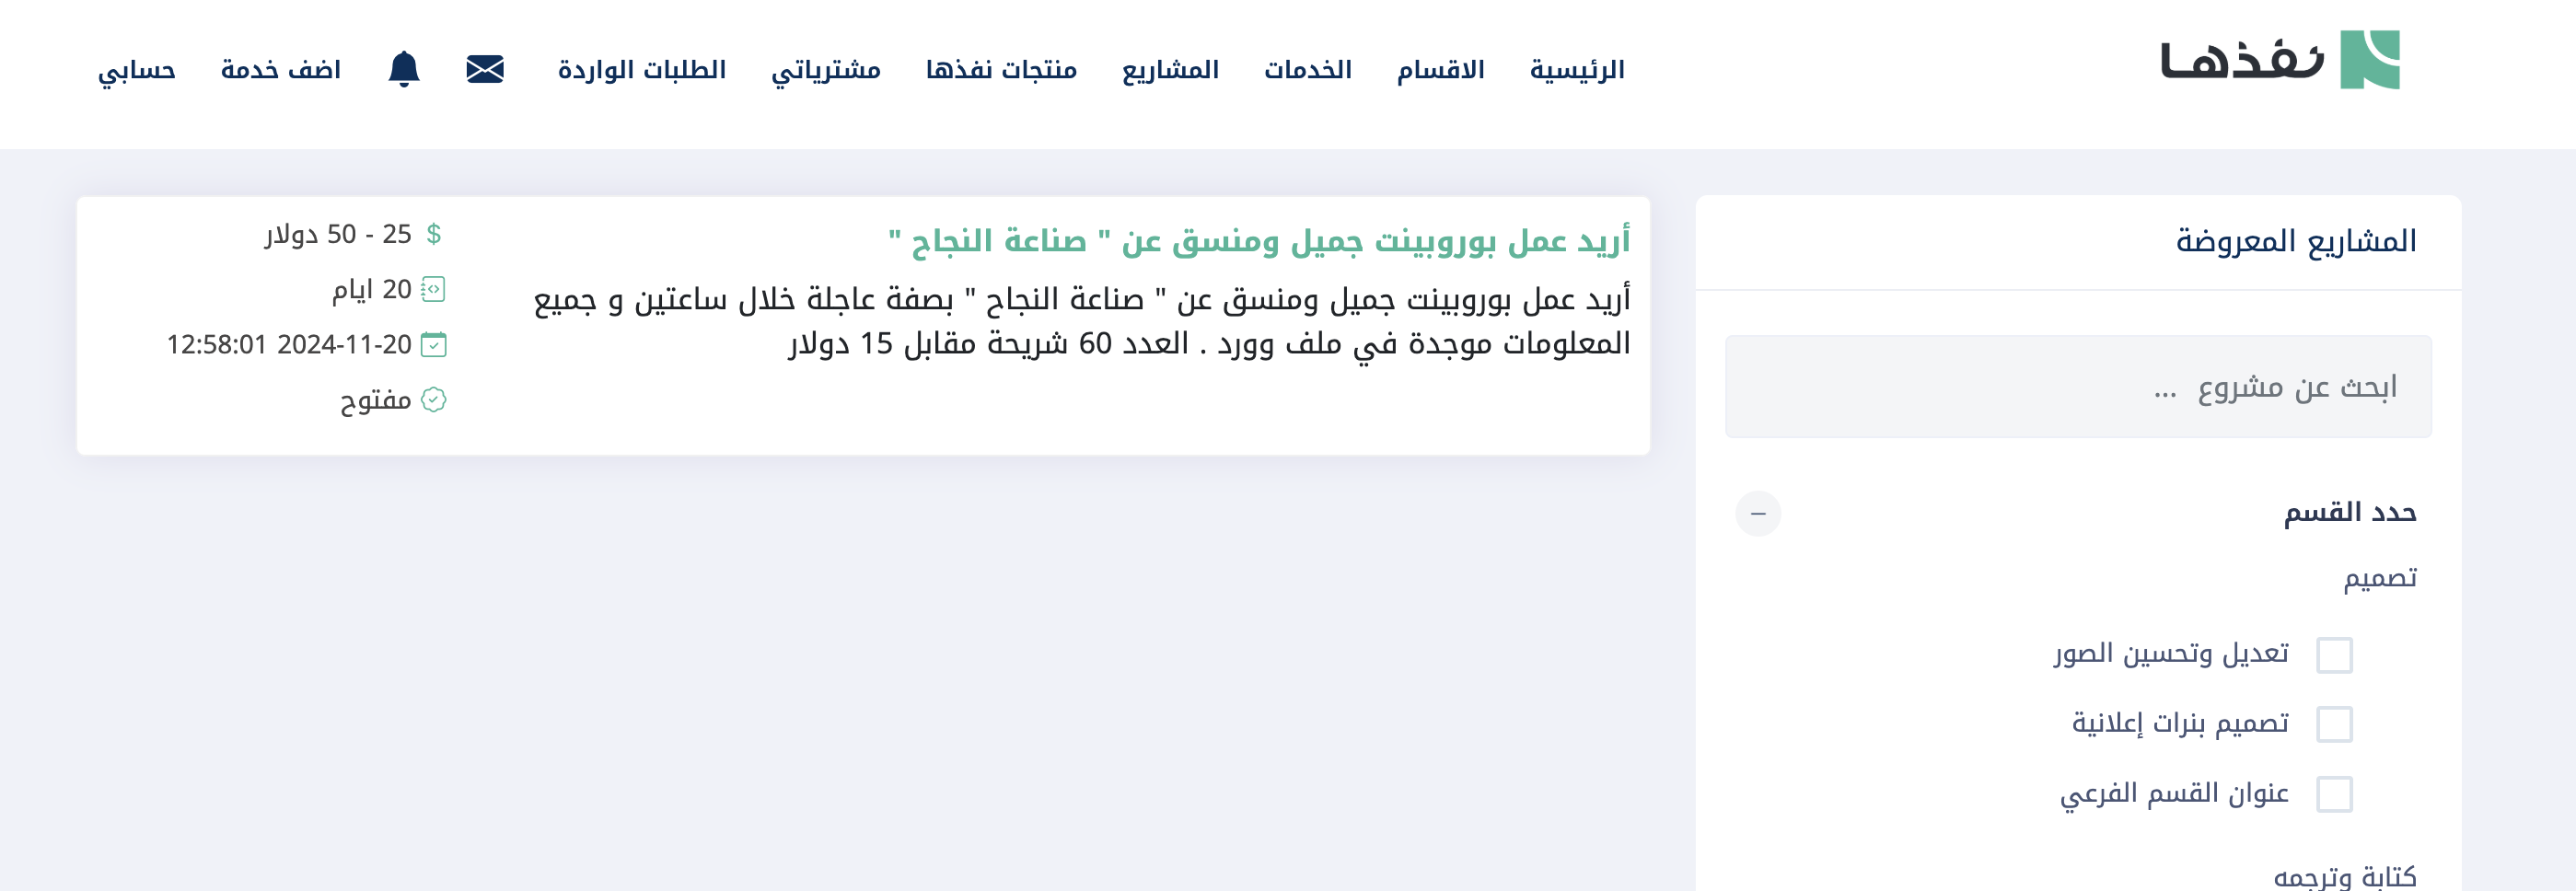 نفذها
الرئيسية الاقسام الخدمات المشاريع منتجات نفذها مشترياتي الطلبات الواردة اضف خدمة حسابي
المشاريع المعروضة
ابحث عن مشروع ...
حدد القسم
تصميم
تعديل وتحسين الصور
تصميم بنرات إعلانية
عنوان القسم الفرعي
كتابة وترجمه
أريد عمل بوروبينت جميل ومنسق عن " صناعة النجاح "
أريد عمل بوروبينت جميل ومنسق عن " صناعة النجاح " بصفة عاجلة خلال ساعتين و جميع
المعلومات موجدة في ملف وورد . العدد 60 شريحة مقابل 15 دولار
25 - 50 دولار
20 ايام
2024-11-20 12:58:01
مفتوح